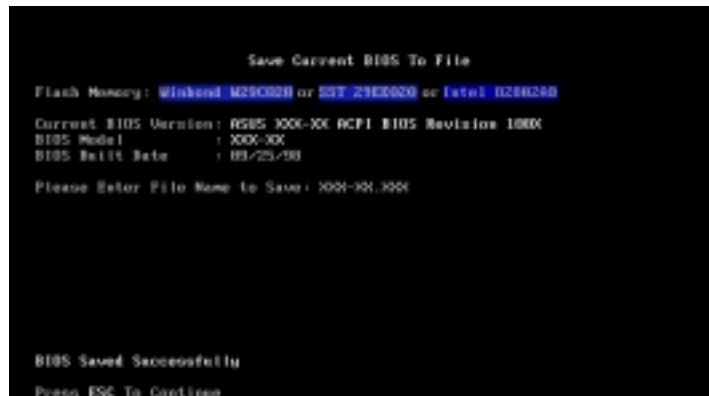 Save Current BIOS To File
Flash Memory: Winbond W29C020 or SST 29EE020 or Intel 82802AB
Current BIOS Version: ASUS XXX-XX ACPI BIOS Revision 100X
BIOS Model : XXX-XX
BIOS Built Date : 09/25/98
Please Enter File Name to Save: XXX-XX.XXX
BIOS Saved Successfully
Press ESC To Continue